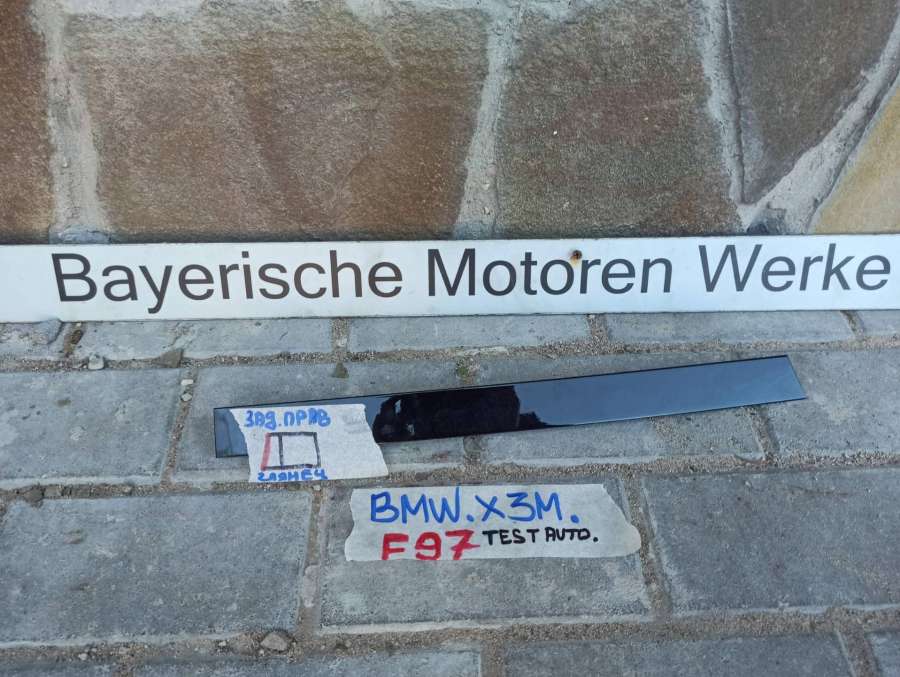 Bayerische Motoren Werke
ЗАД.ПРАВ
ГЛЯНЕЦ
BMW.X3M.
F97 TEST AUTO.